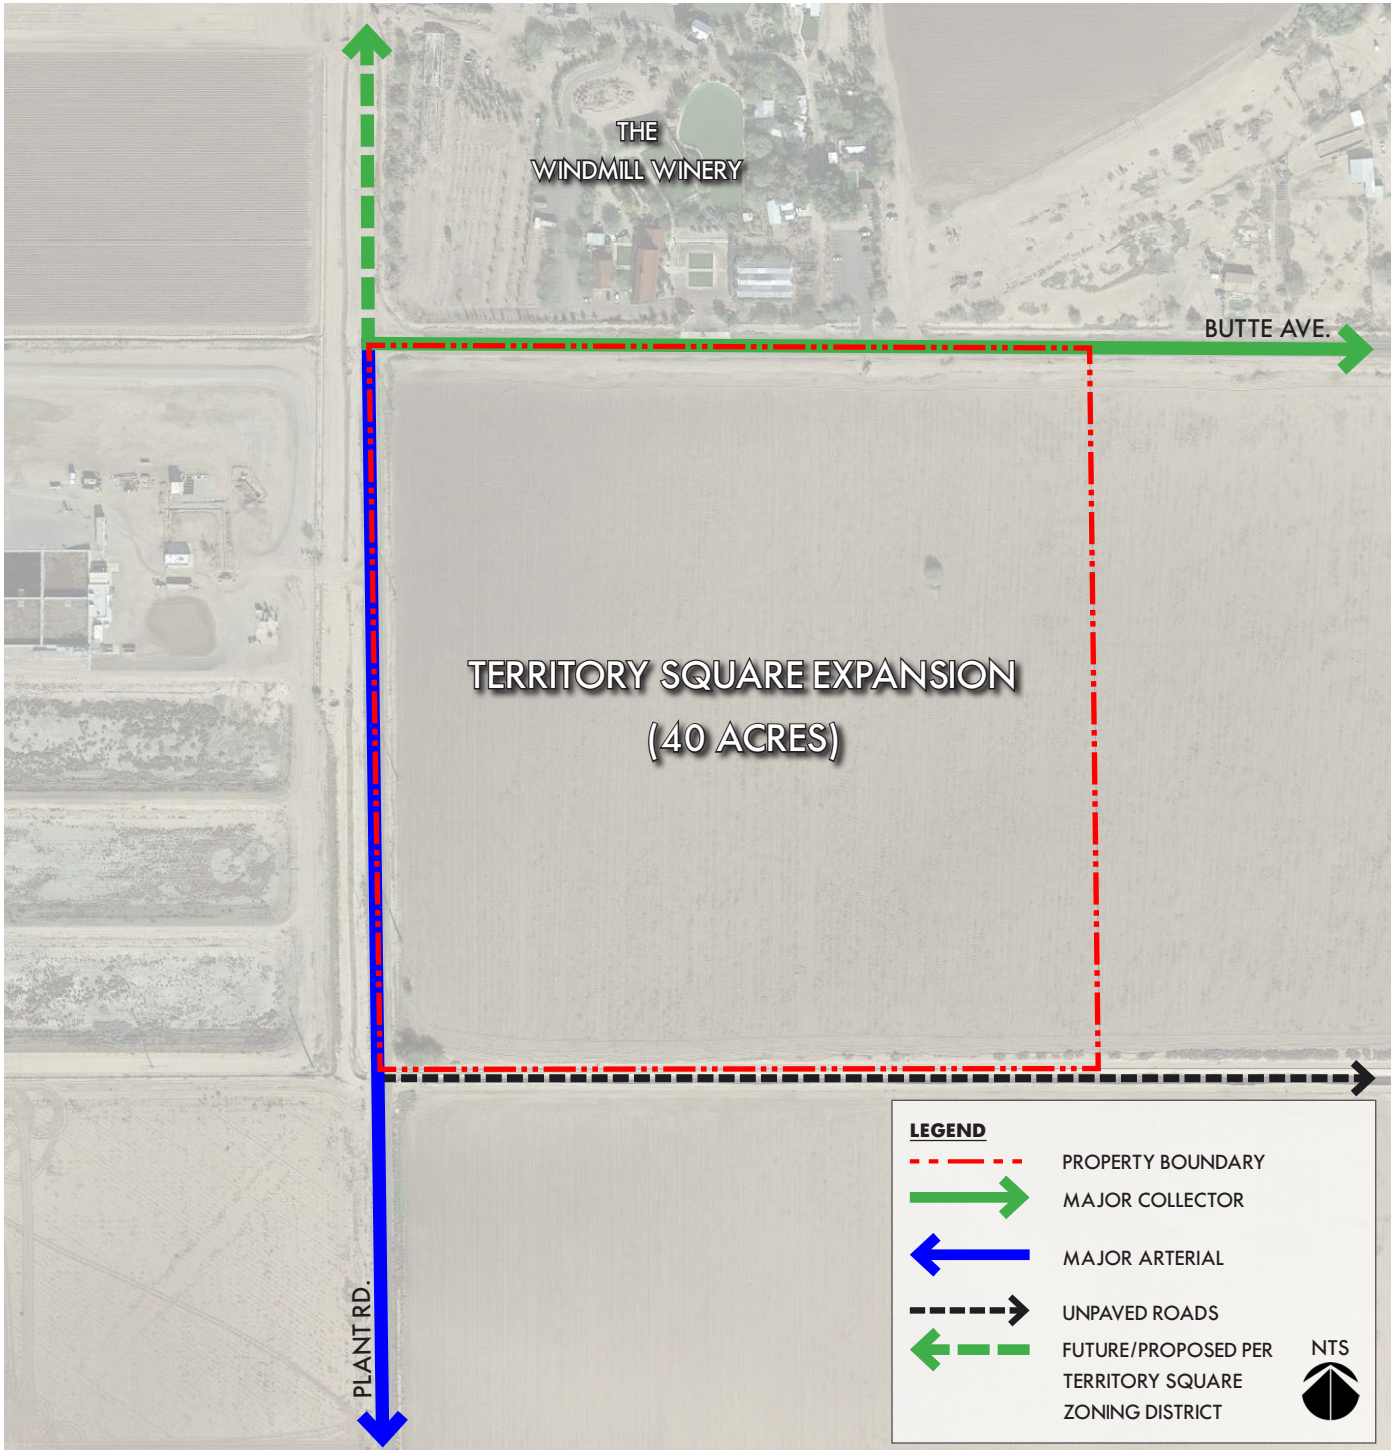 THE
WINDMILL WINERY
BUTTE AVE.
TERRITORY SQUARE EXPANSION
(40 ACRES)
PLANT RD.
LEGEND
PROPERTY BOUNDARY
MAJOR COLLECTOR
MAJOR ARTERIAL
UNPAVED ROADS
FUTURE/PROPOSED PER
TERRITORY SQUARE
ZONING DISTRICT
NTS